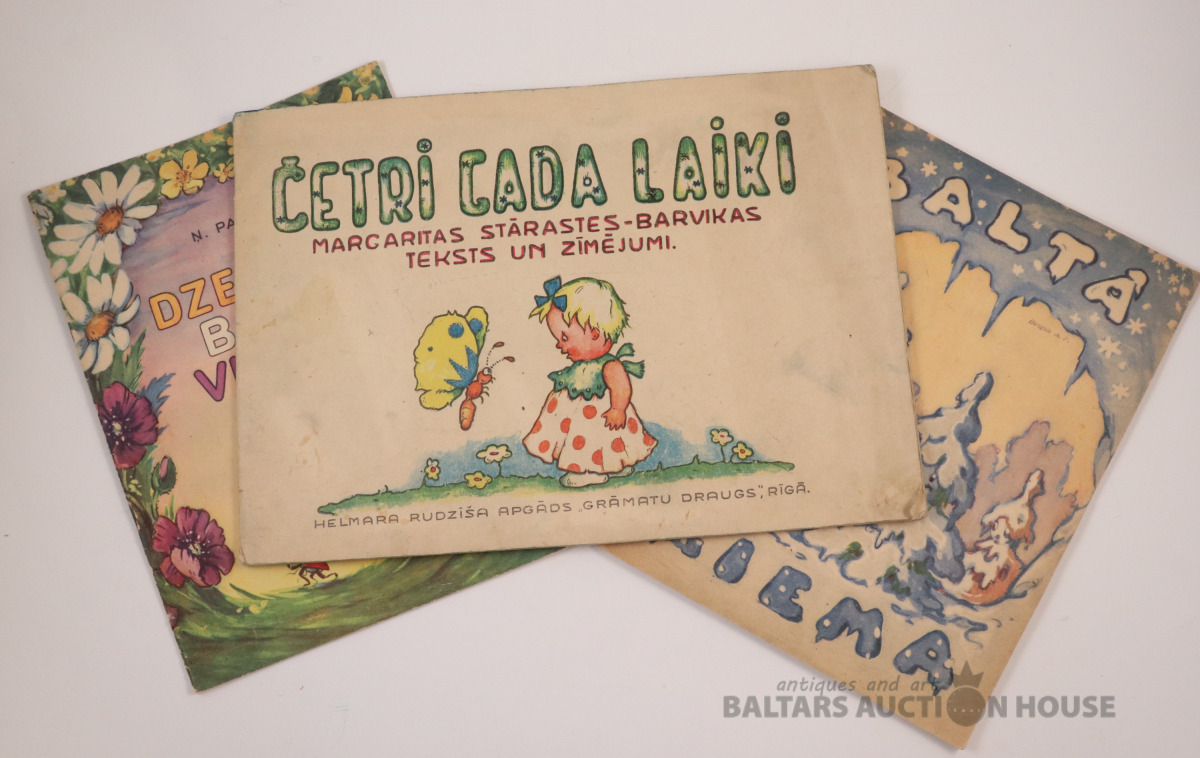 ČETRI GADA LAIKI
MARGARITAS STĀRASTES-BARVIKAS
TEKSTS UN ZĪMĒJUMI.
HELMARA RUDZĪŠA APGĀDS „GRĀMATU DRAUGS”, RĪGĀ.
BALTĀ
antiques and art
BALTARS AUCTION HOUSE